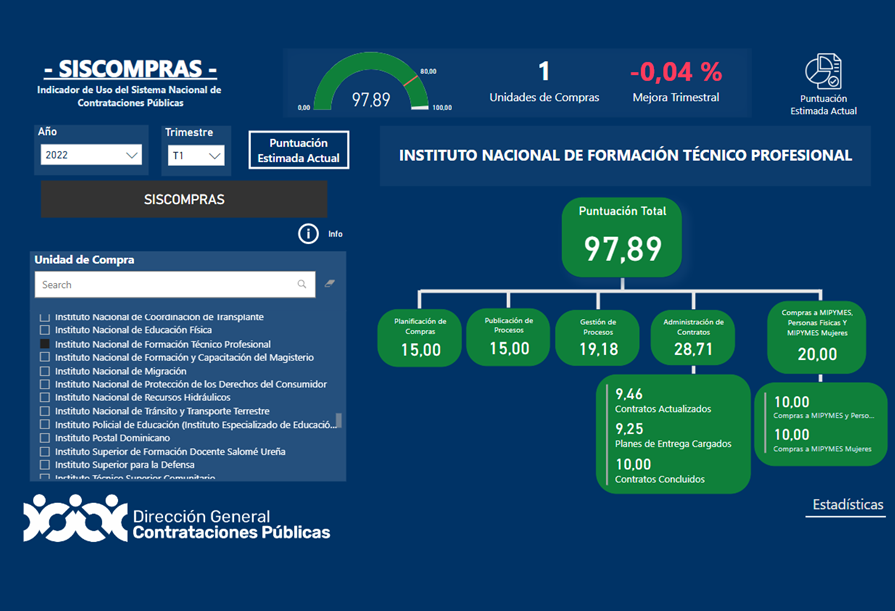 - SISCOMPRAS -
Indicador de Uso del Sistema Nacional de
Contrataciones Públicas
0,00
97,89
80,00
100,00
1
Unidades de Compras
-0,04 %
Mejora Trimestral
Puntuación
Estimada Actual
Año
2022
Trimestre
T1
Puntuación
Estimada Actual
INSTITUTO NACIONAL DE FORMACIÓN TÉCNICO PROFESIONAL
SISCOMPRAS
Info
Unidad de Compra
Search
Instituto Nacional de Coordinación de Transplante
Instituto Nacional de Educación Física
Instituto Nacional de Formación Técnico Profesional
Instituto Nacional de Formación y Capacitación del Magisterio
Instituto Nacional de Migración
Instituto Nacional de Protección de los Derechos del Consumidor
Instituto Nacional de Recursos Hidráulicos
Instituto Nacional de Tránsito y Transporte Terrestre
Instituto Policial de Educación (Instituto Especializado de Educació...
Instituto Postal Dominicano
Instituto Superior de Formación Docente Salomé Ureña
Instituto Superior para la Defensa
Instituto Técnico Superior Comunitario
Puntuación Total
97,89
Planificación de
Compras
15,00
Publicación de
Procesos
15,00
Gestión de
Procesos
19,18
Administración de
Contratos
28,71
Compras a MIPYMES,
Personas Físicas Y
MIPYMES Mujeres
20,00
9,46
Contratos Actualizados
9,25
Planes de Entrega Cargados
10,00
Contratos Concluidos
10,00
Compras a MIPYMES y Perso...
10,00
Compras a MIPYMES Mujeres
Dirección General
Contrataciones Públicas
Estadísticas